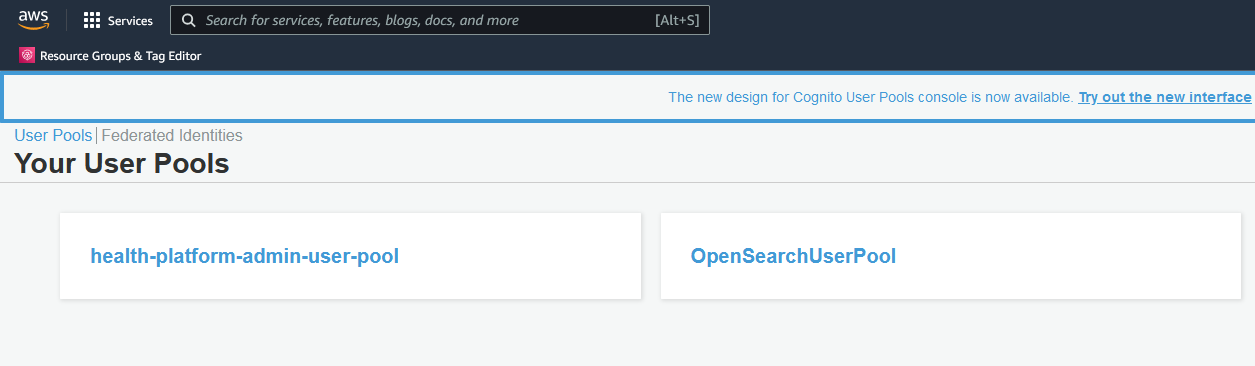 aws
Services
Search for services, features, blogs, docs, and more [Alt+S]
Resource Groups & Tag Editor
The new design for Cognito User Pools console is now available. Try out the new interface
User Pools | Federated Identities
Your User Pools
health-platform-admin-user-pool
OpenSearchUserPool